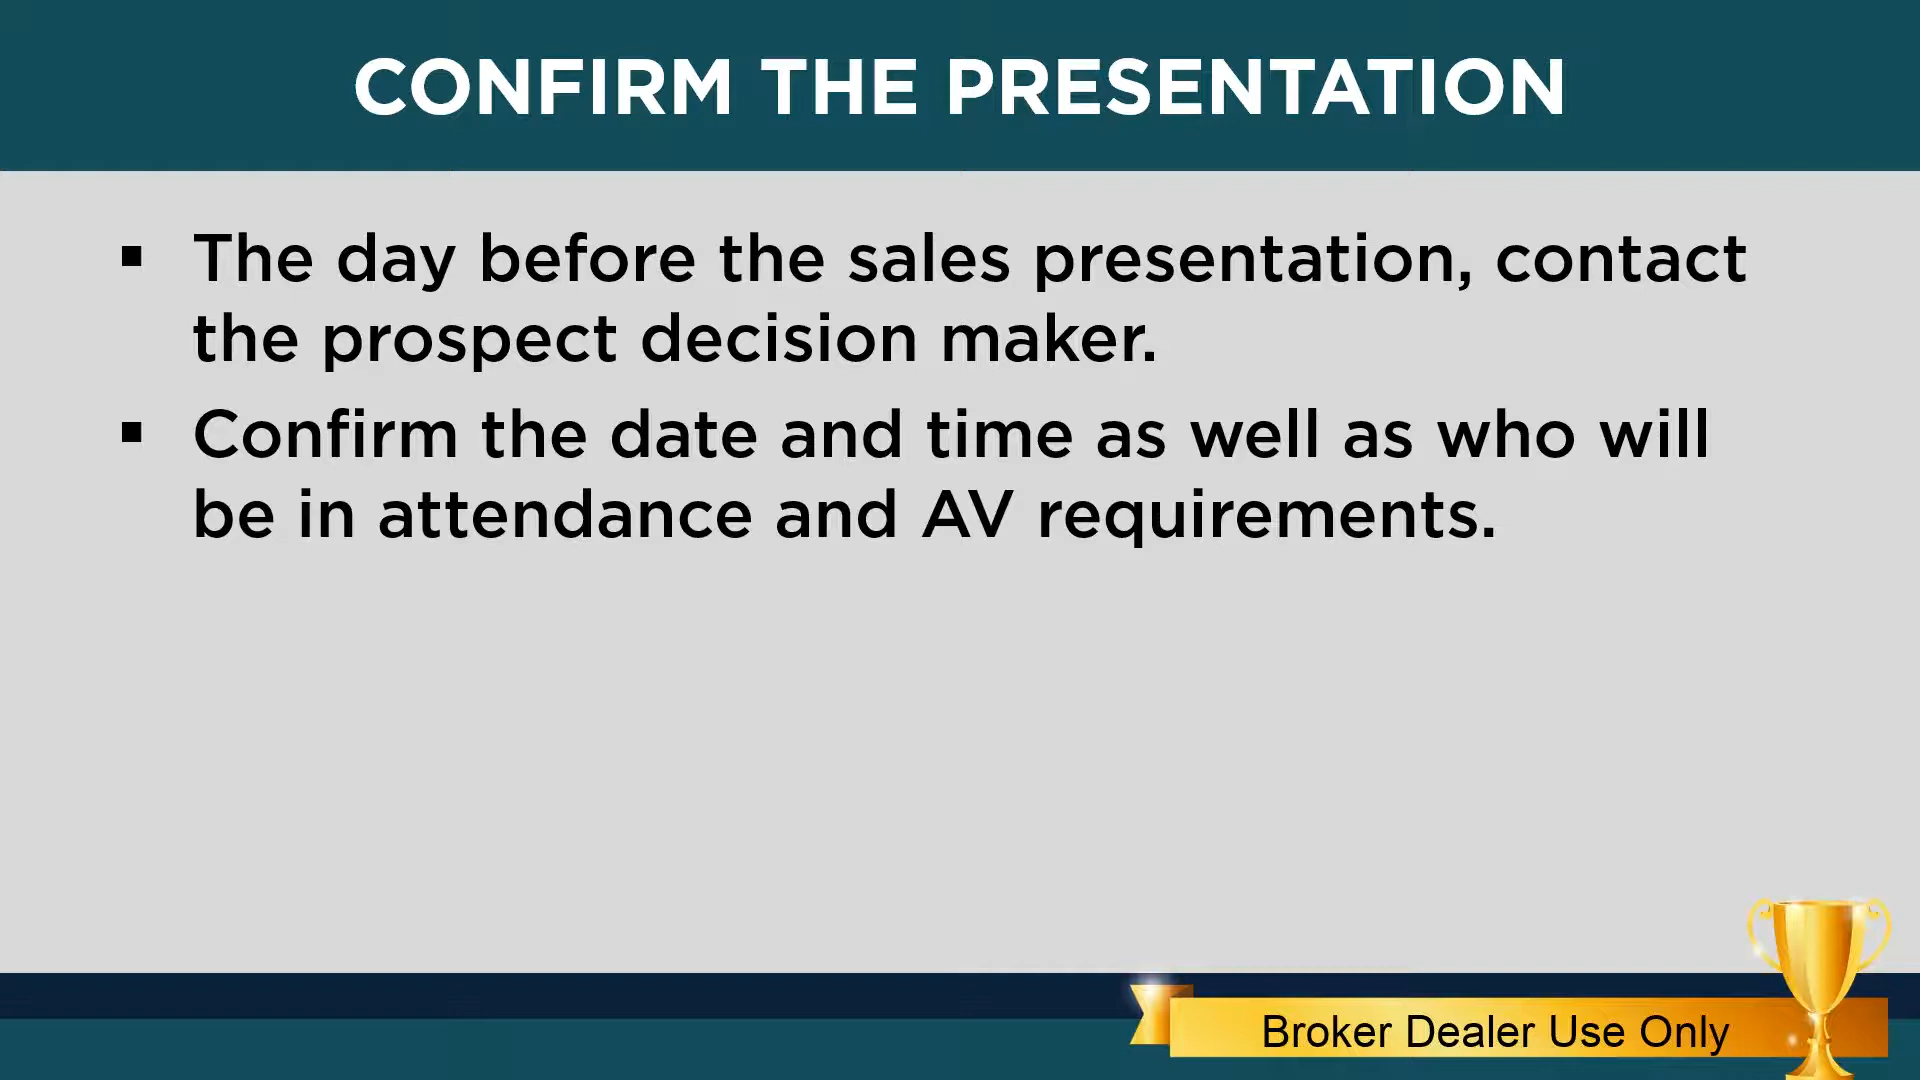 CONFIRM THE PRESENTATION
▪ The day before the sales presentation, contact
the prospect decision maker.
▪ Confirm the date and time as well as who will
be in attendance and AV requirements.
Broker Dealer Use Only